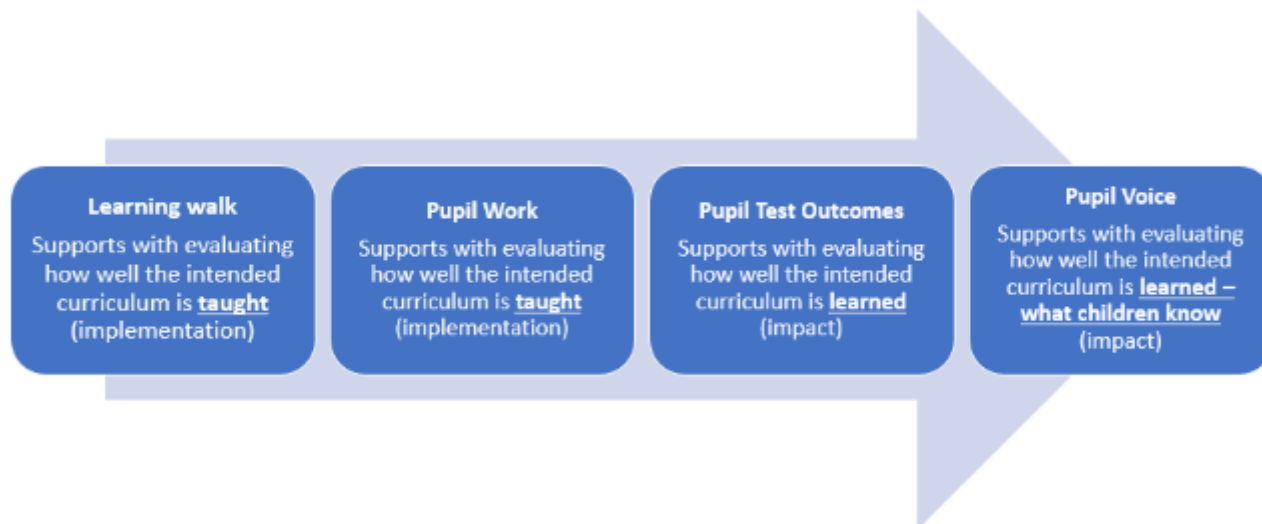 Learning walk
Supports with evaluating
how well the intended
curriculum is taught
(implementation)
Pupil Work
Supports with evaluating
how well the intended
curriculum is taught
(implementation)
Pupil Test Outcomes
Supports with evaluating
how well the intended
curriculum is learned
(impact)
Pupil Voice
Supports with evaluating
how well the intended
curriculum is learned –
what children know
(impact)